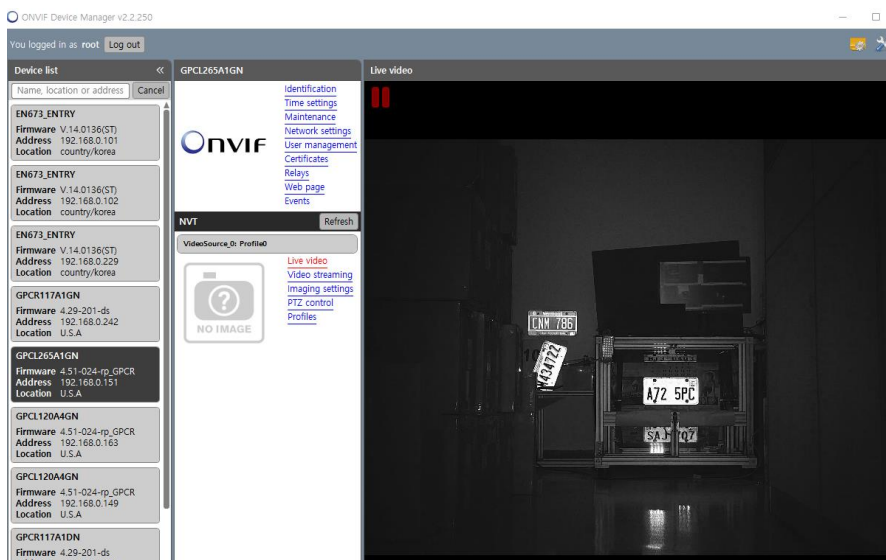 ONVIF Device Manager v2.2.250
You logged in as root Log out
Device list
Name, location or address Cancel
EN673_ENTRY
Firmware V.14.0136(ST)
Address 192.168.0.101
Location country/korea
EN673_ENTRY
Firmware V.14.0136(ST)
Address 192.168.0.102
Location country/korea
EN673_ENTRY
Firmware V.14.0136(ST)
Address 192.168.0.229
Location country/korea
GPCR117A1GN
Firmware 4.29-201-ds
Address 192.168.0.242
Location U.S.A
GPCL265A1GN
Firmware 4.51-024-rp_GPCR
Address 192.168.0.151
Location U.S.A
GPCL120A4GN
Firmware 4.51-024-rp_GPCR
Address 192.168.0.163
Location U.S.A
GPCL120A4GN
Firmware 4.51-024-rp_GPCR
Address 192.168.0.149
Location U.S.A
GPCR117A1DN
Firmware 4.29-201-ds
GPCL265A1GN
ONVIF
Identification
Time settings
Maintenance
Network settings
User management
Certificates
Relays
Web page
Events
NVT Refresh
VideoSource_0: Profile0
NO IMAGE
Live video
Video streaming
Imaging settings
PTZ control
Profiles
Live video
CNM 786
A72 5PC